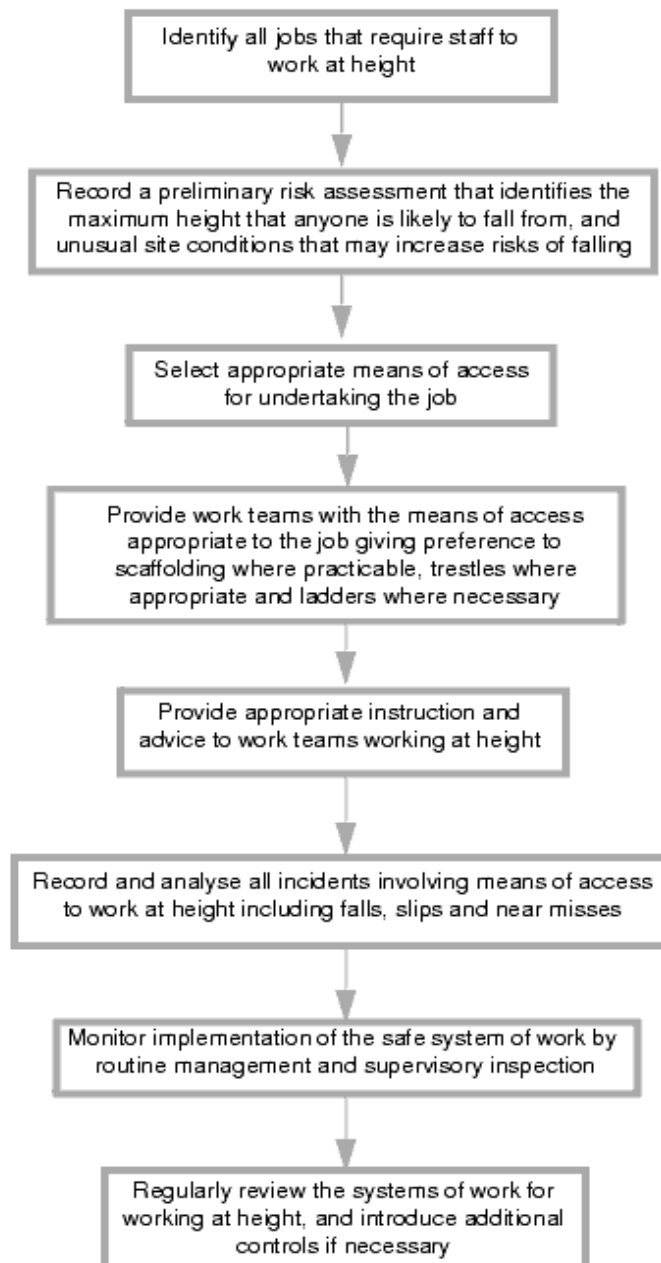 Identify all jobs that require staff to
work at height
Record a preliminary risk assessment that identifies the
maximum height that anyone is likely to fall from, and
unusual site conditions that may increase risks of falling
Select appropriate means of access
for undertaking the job
Provide work teams with the means of access
appropriate to the job giving preference to
scaffolding where practicable, trestles where
appropriate and ladders where necessary
Provide appropriate instruction and
advice to work teams working at height
Record and analyse all incidents involving means of access
to work at height including falls, slips and near misses
Monitor implementation of the safe system of work by
routine management and supervisory inspection
Regularly review the systems of work for
working at height, and introduce additional
controls if necessary